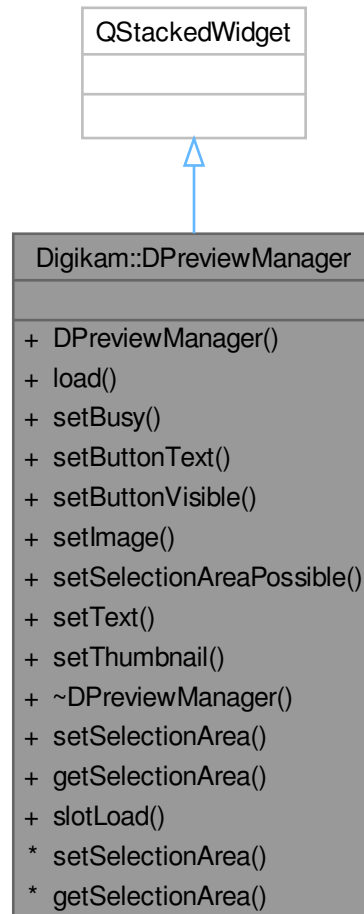 QStackedWidget
Digikam::DPreviewManager
+ DPreviewManager()
+ load()
+ setBusy()
+ setButtonText()
+ setButtonVisible()
+ setImage()
+ setSelectionAreaPossible()
+ setText()
+ setThumbnail()
+ ~DPreviewManager()
+ setSelectionArea()
+ getSelectionArea()
+ slotLoad()
* setSelectionArea()
* getSelectionArea()